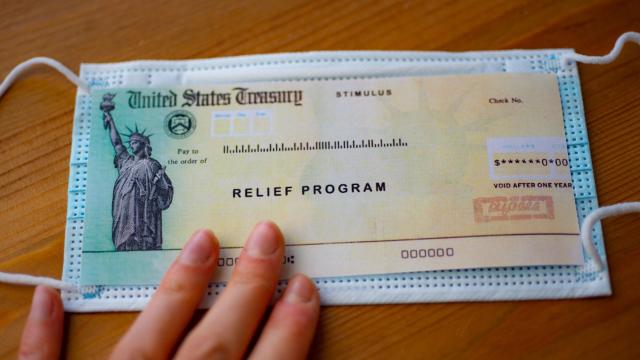 United States Treasury
STIMULUS
Check No.
Pay to
the order of
$******0*00
VOID AFTER ONE YEAR
RELIEF PROGRAM
000000